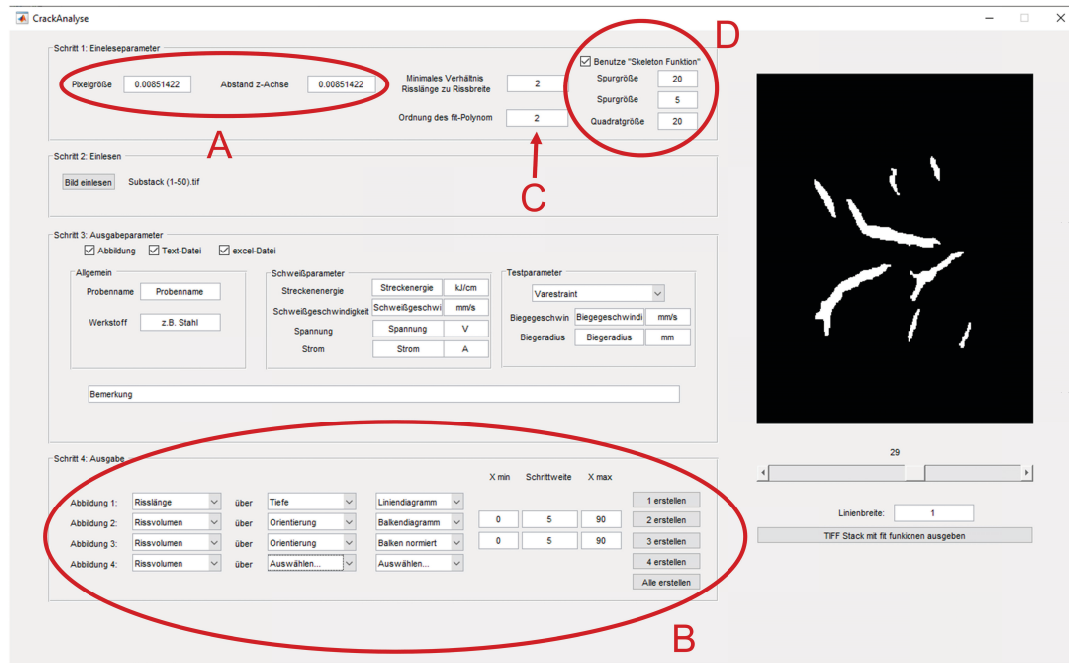 CrackAnalyse
D
Schritt 1: Eineleseparameter
Pixelgröße 0.00851422 Abstand z-Achse 0.00851422
Minimales Verhältnis
Risslänge zu Rissbreite 2
Ordnung des fit-Polynom 2
Benutze "Skeleton Funktion"
Spurgröße 20
Spurgröße 5
Quadratgröße 20
A
C
Schritt 2: Einlesen
Bild einlesen Substack (1-50).tif
Schritt 3: Ausgabeparameter
Abbildung Text-Datei excel-Datei
Allgemein
Probenname Probenname
Werkstoff z.B. Stahl
Schweißparameter
Streckenenergie Streckenergie kJ/cm
Schweißgeschwindigkeit Schweißgeschwi mm/s
Spannung Spannung V
Strom Strom A
Testparameter
Varestraint
Biegegeschwin Biegegeschwindi mm/s
Biegeradius Biegeradius mm
Bemerkung
Schritt 4: Ausgabe
X min Schrittweite X max
Abbildung 1: Risslänge über Tiefe Liniendiagramm 1 erstellen
Abbildung 2: Rissvolumen über Orientierung Balkendiagramm 0 5 90 2 erstellen
Abbildung 3: Rissvolumen über Orientierung Balken normiert 0 5 90 3 erstellen
Abbildung 4: Rissvolumen über Auswählen... Auswählen... 4 erstellen
Alle erstellen
B
29
Linienbreite: 1
TIFF Stack mit fit funkinen ausgeben